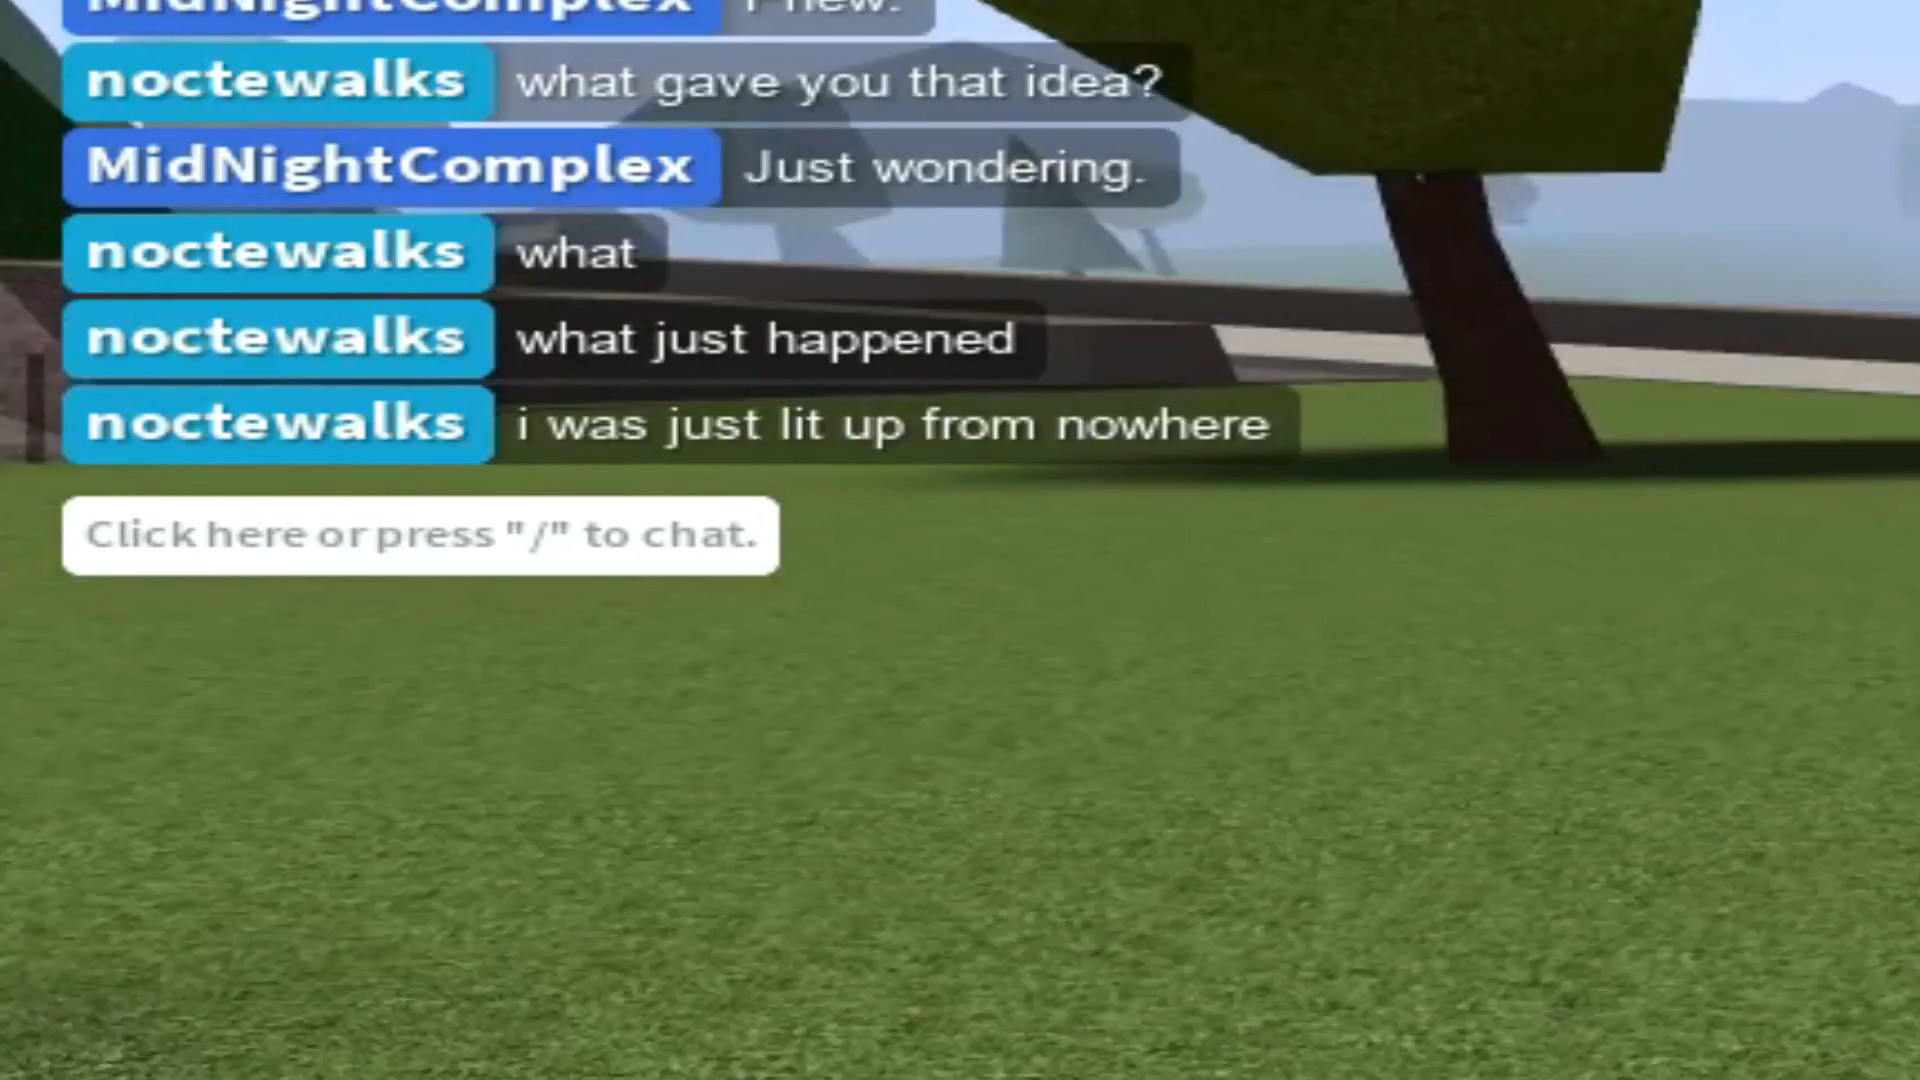 MidNightComplex
noctewalks what gave you that idea?
MidNightComplex Just wondering.
noctewalks what
noctewalks what just happened
noctewalks i was just lit up from nowhere
Click here or press "/" to chat.